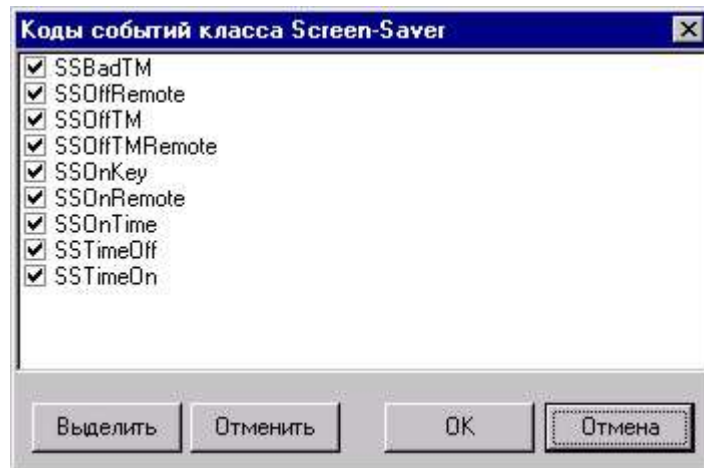 Коды событий класса Screen-Saver
SSBadTM
SSOffRemote
SSOffTM
SSOffTMRemote
SSOnKey
SSOnRemote
SSOnTime
SSTimeOff
SSTimeOn
Выделить Отменить OK Отмена